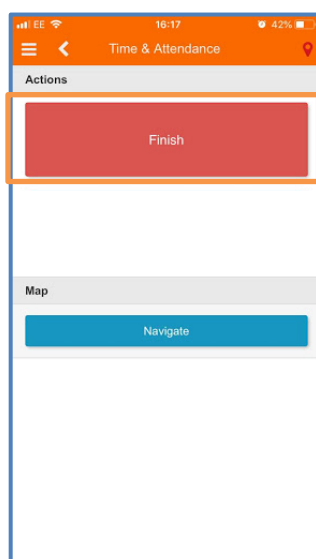 EE 16:17 42%
Time & Attendance
Actions
Finish
Map
Navigate